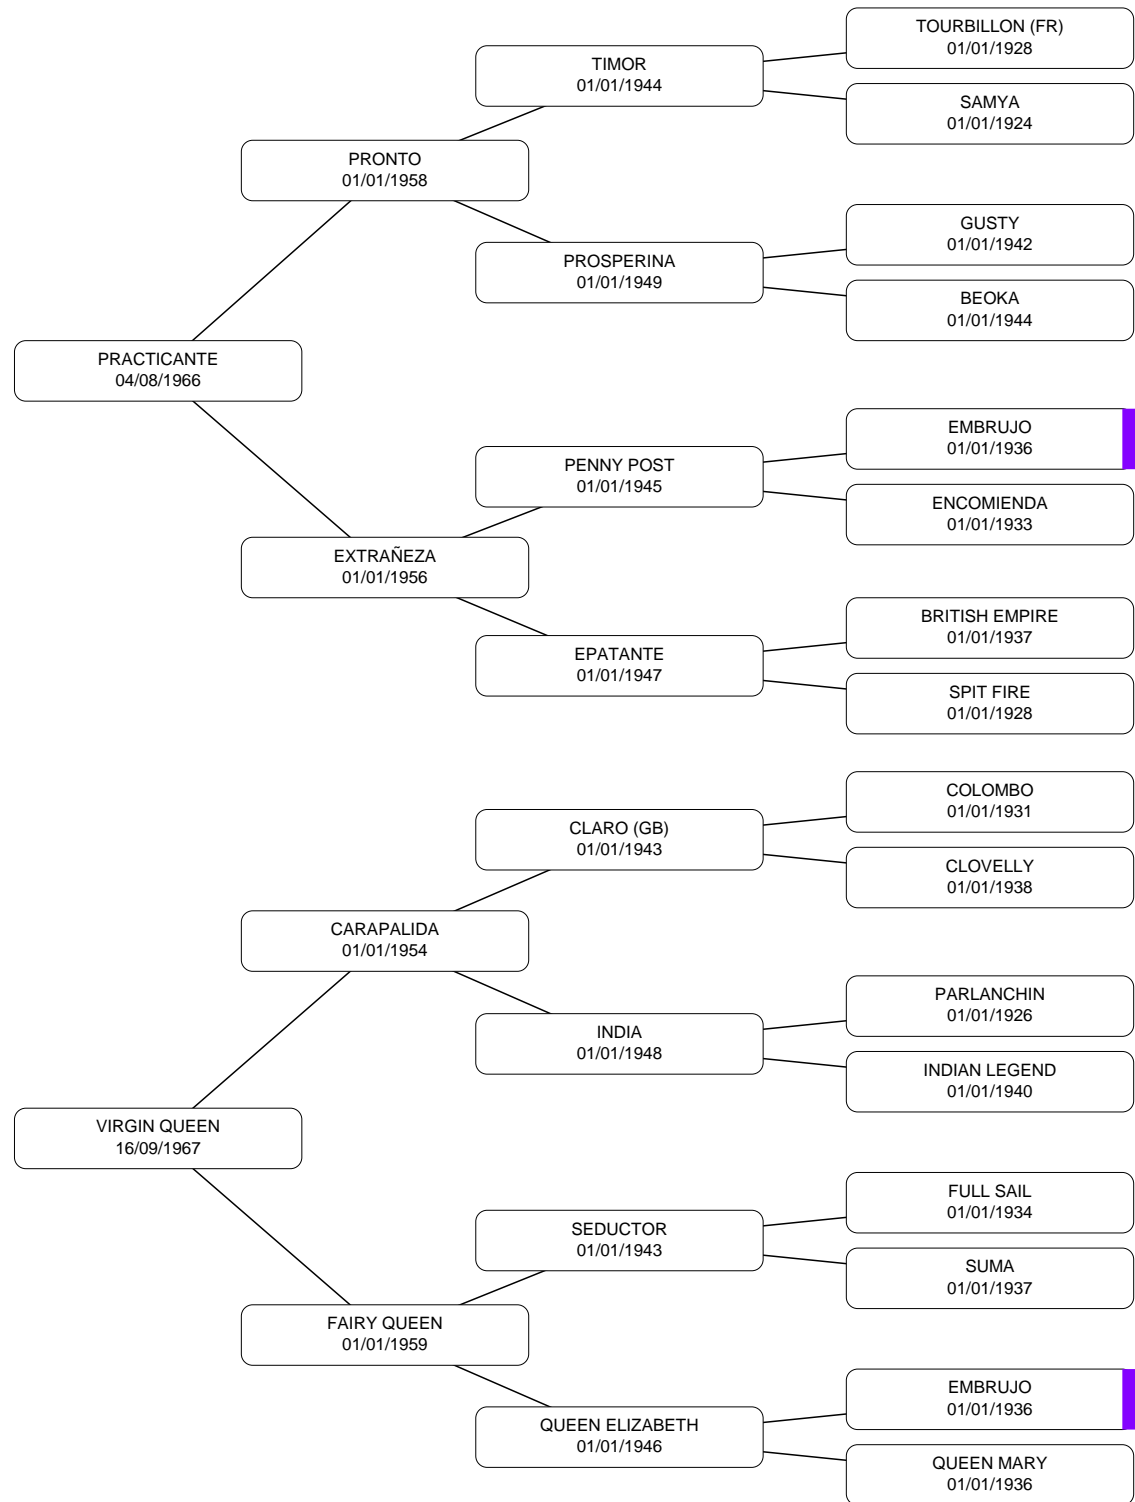 TOURBILLON (FR)
01/01/1928
TIMOR
01/01/1944
SAMYA
01/01/1924
PRONTO
01/01/1958
GUSTY
01/01/1942
PROSPERINA
01/01/1949
BEOKA
01/01/1944
PRACTICANTE
04/08/1966
EMBRUJO
01/01/1936
PENNY POST
01/01/1945
ENCOMIENDA
01/01/1933
EXTRAÑEZA
01/01/1956
BRITISH EMPIRE
01/01/1937
EPATANTE
01/01/1947
SPIT FIRE
01/01/1928
COLOMBO
01/01/1931
CLARO (GB)
01/01/1943
CLOVELLY
01/01/1938
CARAPALIDA
01/01/1954
PARLANCHIN
01/01/1926
INDIA
01/01/1948
INDIAN LEGEND
01/01/1940
VIRGIN QUEEN
16/09/1967
FULL SAIL
01/01/1934
SEDUCTOR
01/01/1943
SUMA
01/01/1937
FAIRY QUEEN
01/01/1959
EMBRUJO
01/01/1936
QUEEN ELIZABETH
01/01/1946
QUEEN MARY
01/01/1936